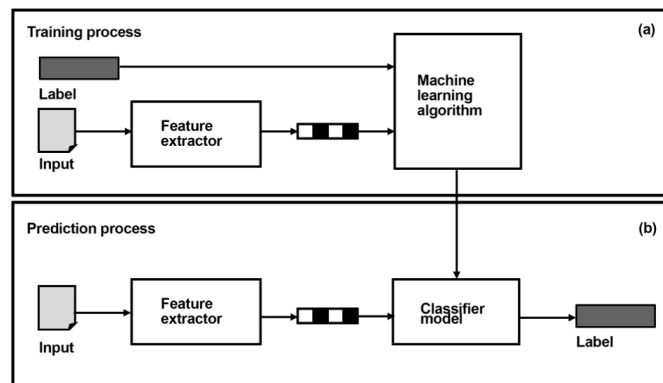 Training process
(a)
Label
Machine
learning
algorithm
Feature
extractor
Input
Prediction process
(b)
Feature
extractor
Classifier
model
Input
Label